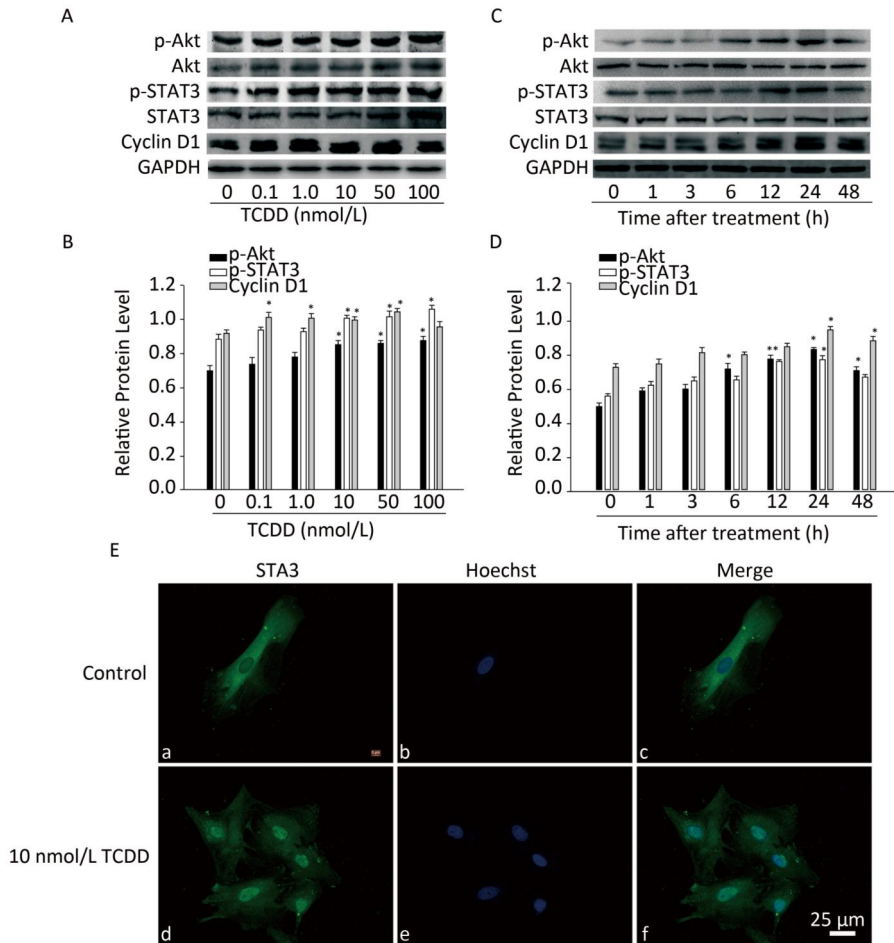 A
p-Akt
Akt
p-STAT3
STAT3
Cyclin D1
GAPDH
0 0.1 1.0 10 50 100
TCDD (nmol/L)
B
p-Akt
p-STAT3
Cyclin D1
Relative Protein Level
1.2
1.0
0.8
0.6
0.4
0.2
0.0
* * * * * * * * * *
0 0.1 1.0 10 50 100
TCDD (nmol/L)
C
p-Akt
Akt
p-STAT3
STAT3
Cyclin D1
GAPDH
0 1 3 6 12 24 48
Time after treatment (h)
D
p-Akt
p-STAT3
Cyclin D1
Relative Protein Level
1.2
1.0
0.8
0.6
0.4
0.2
0.0
* ** * * * * *
0 1 3 6 12 24 48
Time after treatment (h)
E
STA3 Hoechst Merge
Control
a b c
10 nmol/L TCDD
d e f
25 μm